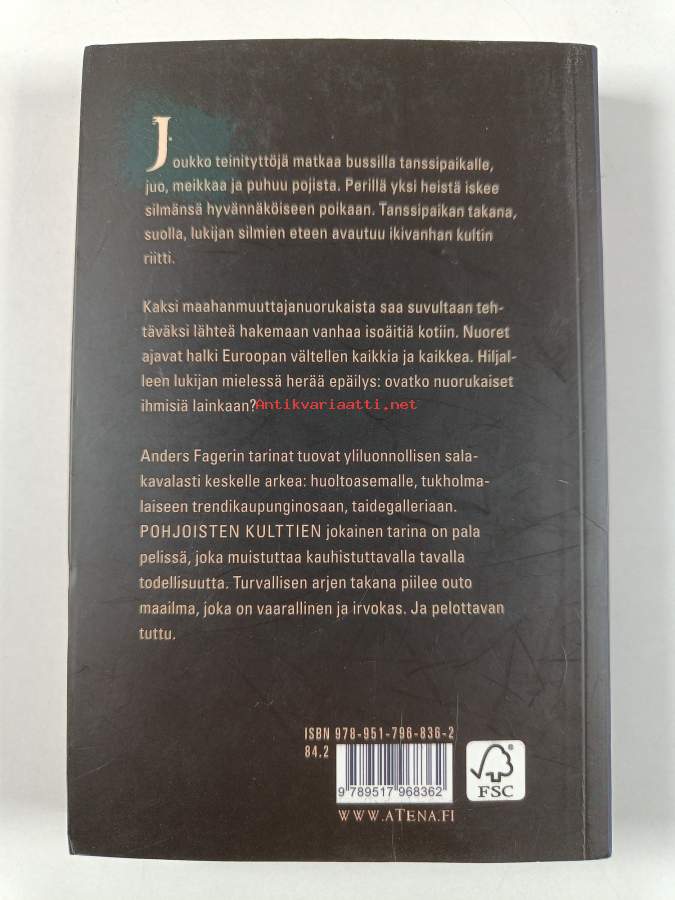 Joukko teinityttöjä matkaa bussilla tanssipaikalle,
juo, meikkaa ja puhuu pojista. Perillä yksi heistä iskee
silmänsä hyvännäköiseen poikaan. Tanssipaikan takana,
suolla, lukijan silmien eteen avautuu ikivanhan kultin
riitti.
Kaksi maahanmuuttajanuorukaista saa suvultaan teh-
täväksi lähteä hakemaan vanhaa isoäitiä kotiin. Nuoret
ajavat halki Euroopan vältellen kaikkia ja kaikkea. Hiljal-
leen lukijan mielessä herää epäilys: ovatko nuorukaiset
ihmisiä lainkaan?
Antikvariaatti.net
Anders Fagerin tarinat tuovat yliluonnollisen sala-
kavalasti keskelle arkea: huoltoasemalle, tukholma-
laiseen trendikaupunginosaan, taidegalleriaan.
POHJOISTEN KULTTIEN jokainen tarina on pala
pelissä, joka muistuttaa kauhistuttavalla tavalla
todellisuutta. Turvallisen arjen takana piilee outo
maailma, joka on vaarallinen ja irvokas. Ja pelottavan
tuttu.
ISBN 978-951-796-836-2
84.2
9 789517 968362
WWW.ATENA.FI
FSC